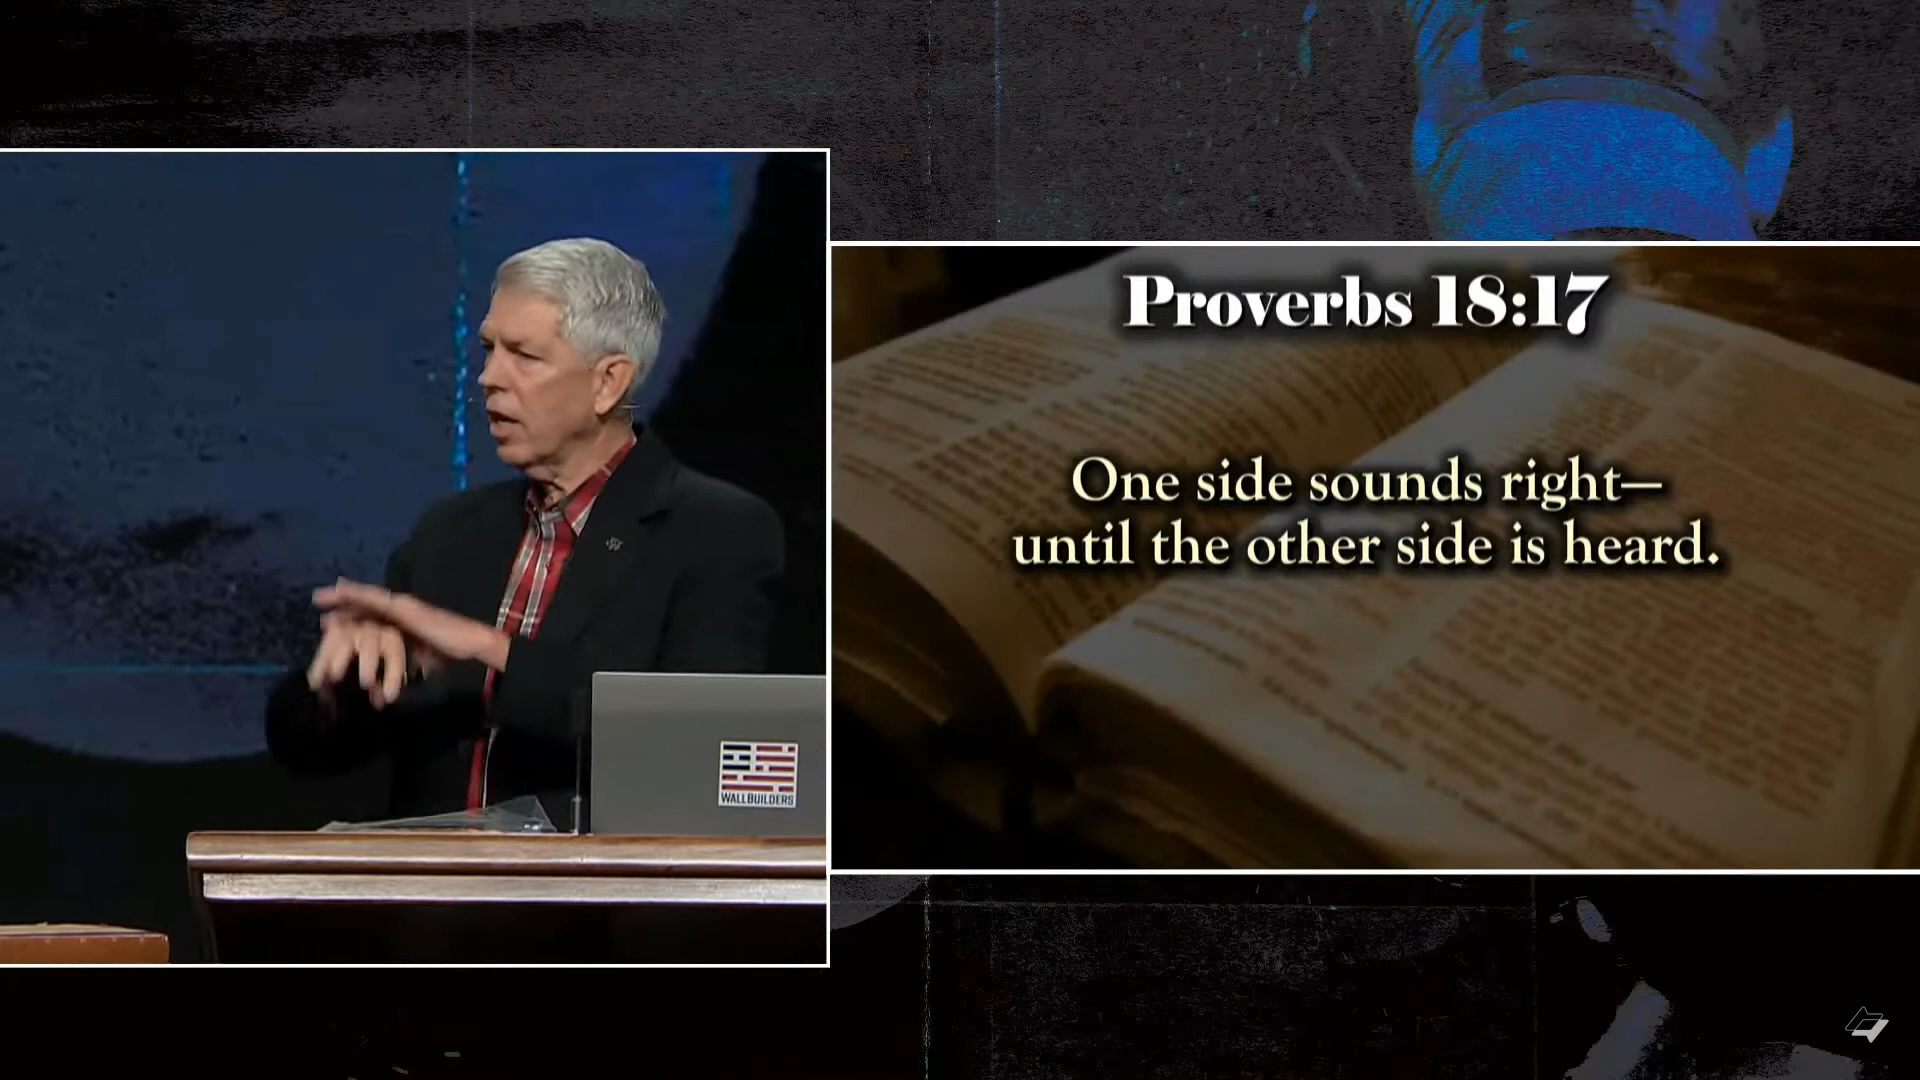 Proverbs 18:17
One side sounds right—
until the other side is heard.
WALLBUILDERS